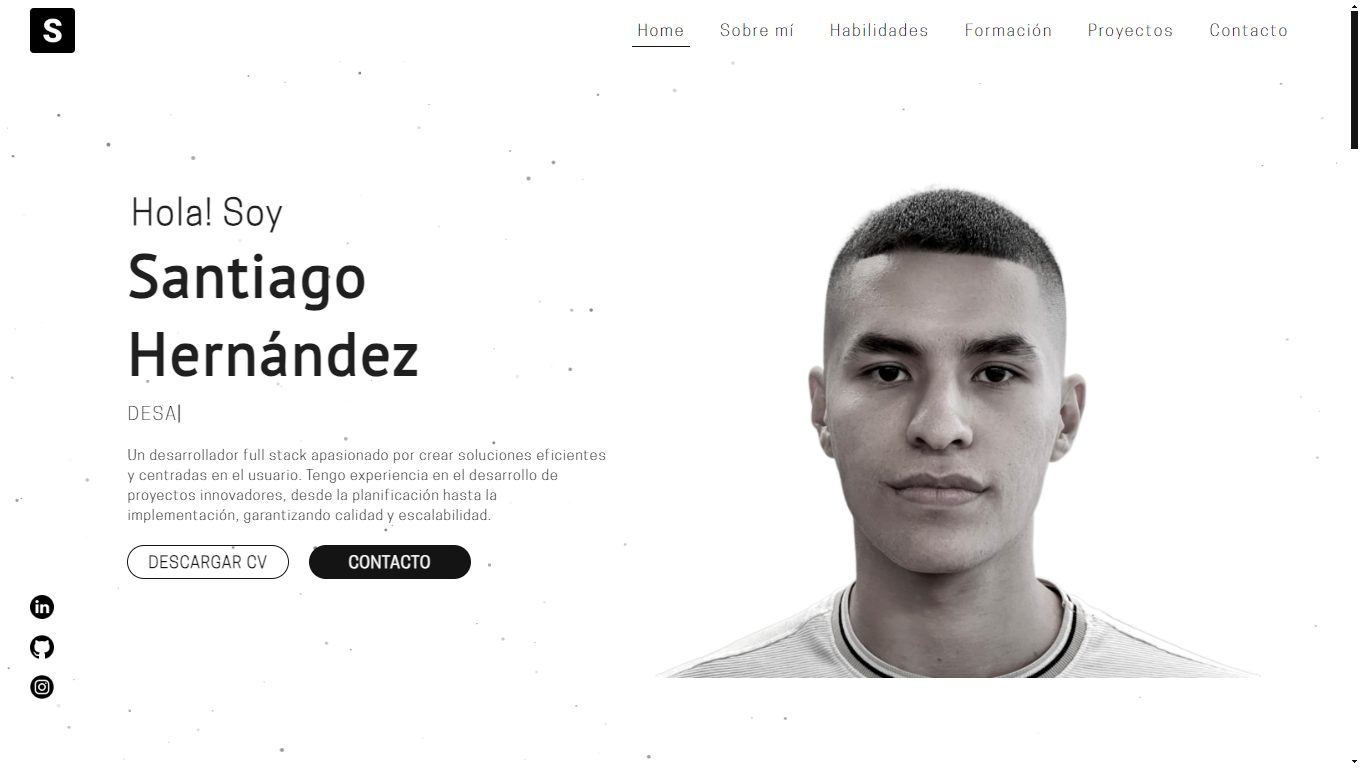 S
Home Sobre mí Habilidades Formación Proyectos Contacto
Hola! Soy
Santiago
Hernández
DESA|
Un desarrollador full stack apasionado por crear soluciones eficientes
y centradas en el usuario. Tengo experiencia en el desarrollo de
proyectos innovadores, desde la planificación hasta la
implementación, garantizando calidad y escalabilidad.
DESCARGAR CV CONTACTO
in